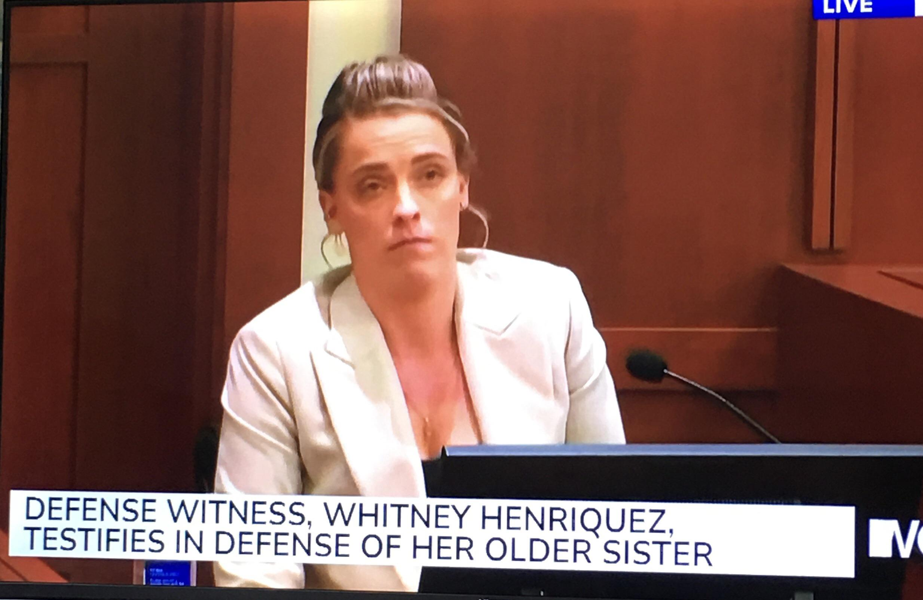 LIVE
DEFENSE WITNESS, WHITNEY HENRIQUEZ,
TESTIFIES IN DEFENSE OF HER OLDER SISTER